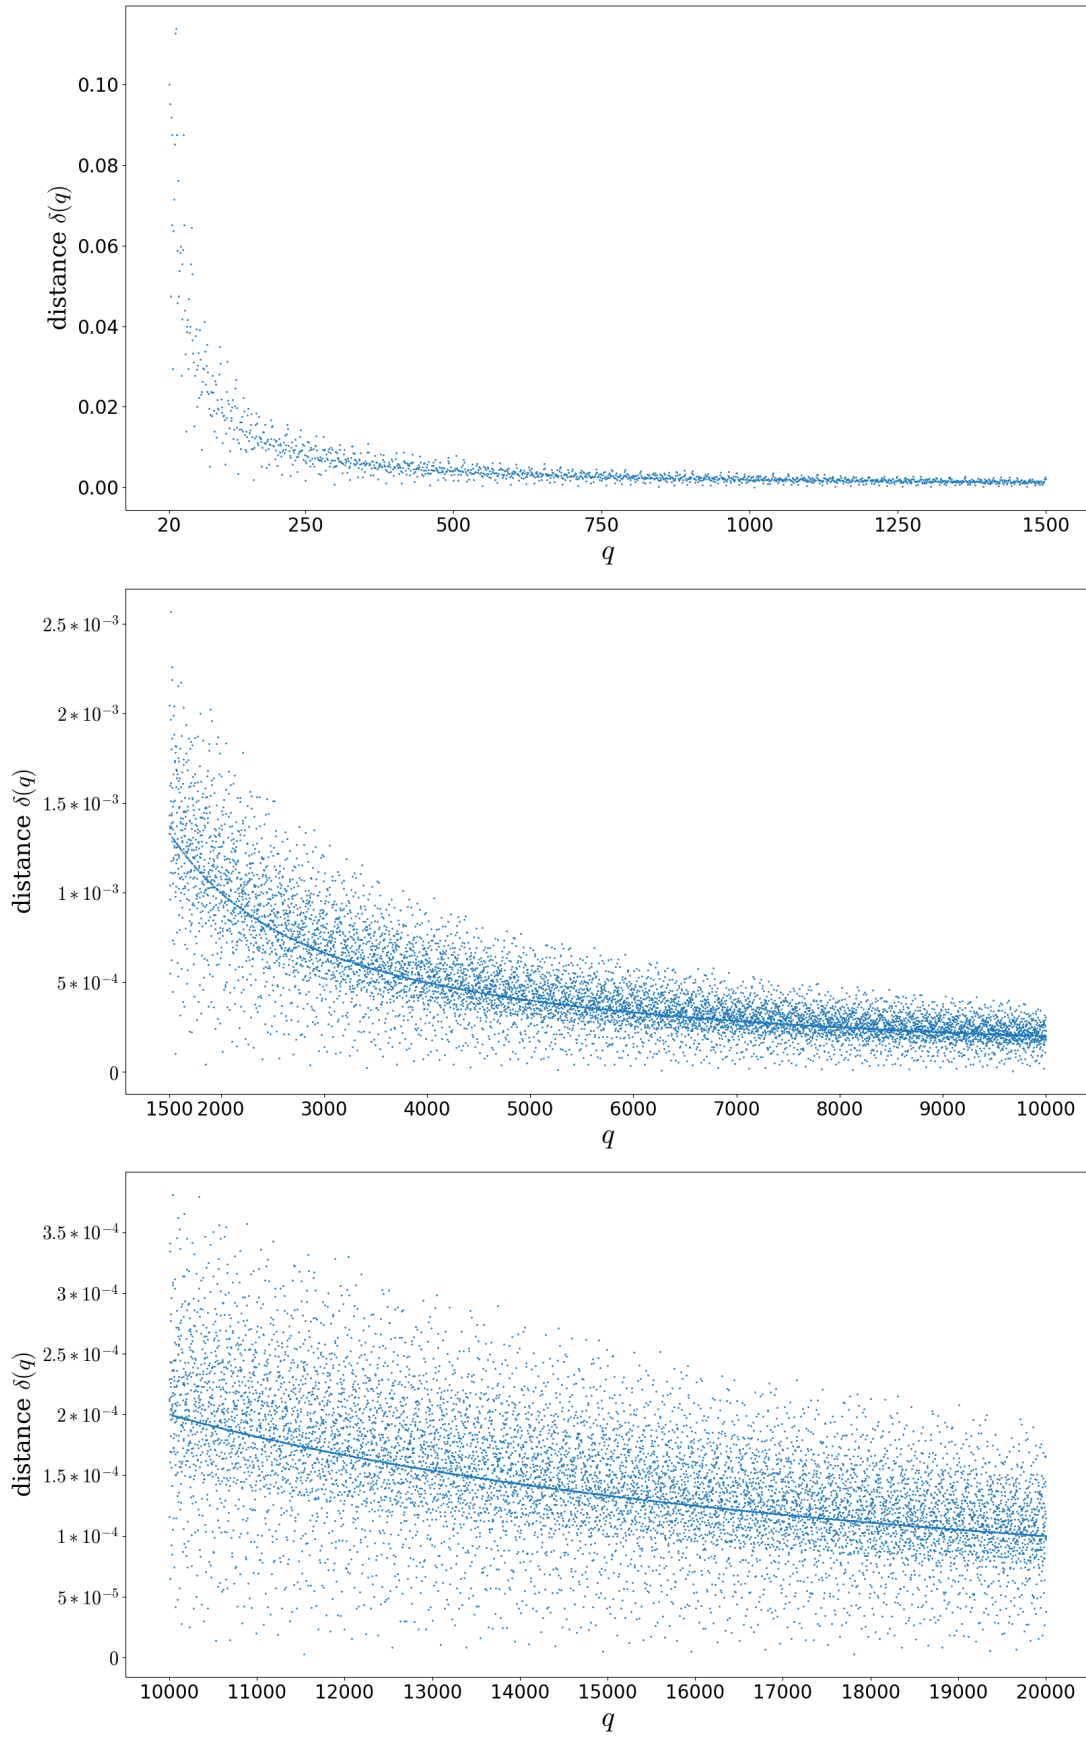 0.10
0.08
0.06
0.04
0.02
0.00
distance δ(q)
20 250 500 750 1000 1250 1500
q
2.5 * 10⁻³
2 * 10⁻³
1.5 * 10⁻³
1 * 10⁻³
5 * 10⁻⁴
0
distance δ(q)
1500 2000 3000 4000 5000 6000 7000 8000 9000 10000
q
3.5 * 10⁻⁴
3 * 10⁻⁴
2.5 * 10⁻⁴
2 * 10⁻⁴
1.5 * 10⁻⁴
1 * 10⁻⁴
5 * 10⁻⁵
0
distance δ(q)
10000 11000 12000 13000 14000 15000 16000 17000 18000 19000 20000
q